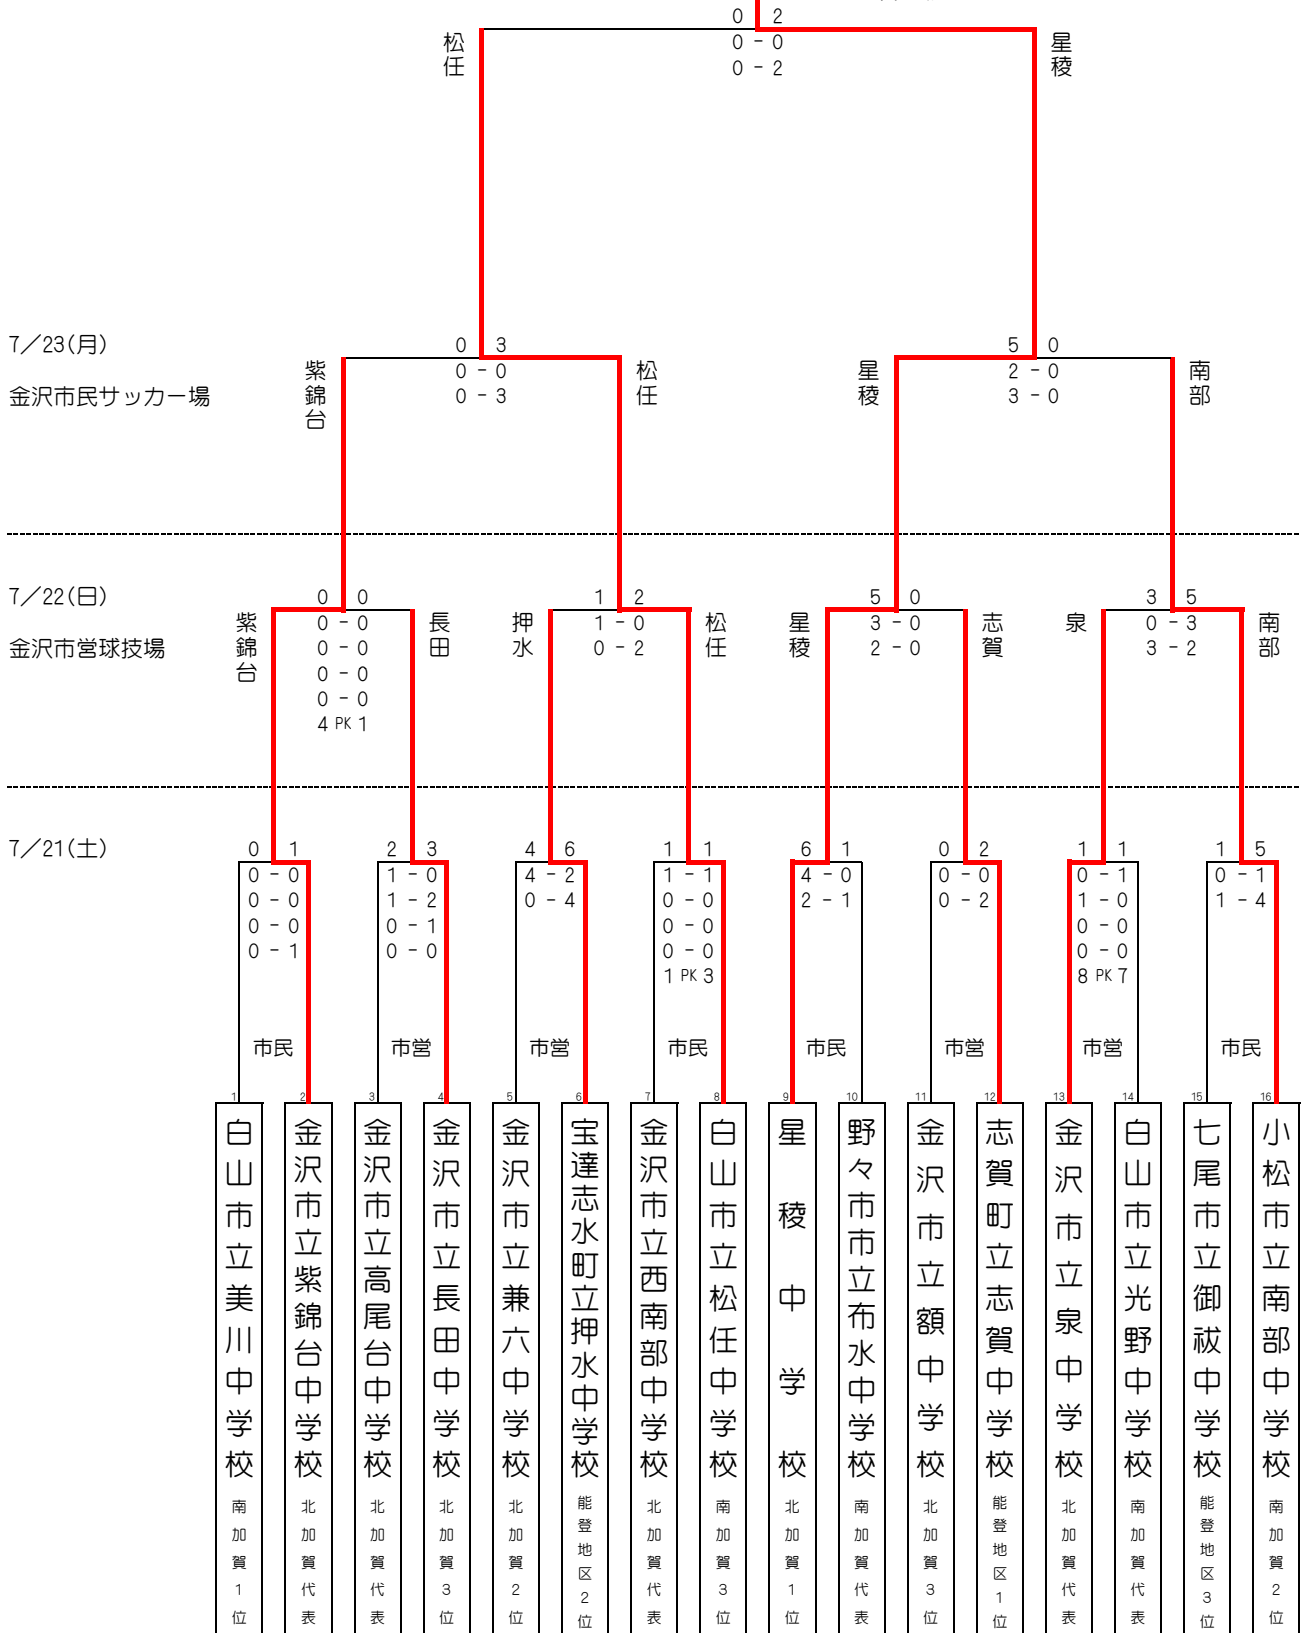 0 2
松任 0 - 0 星稜
0 - 2
7／23(月) 0 3 5 0
紫錦台 0 - 0 松任 星稜 2 - 0 南部
金沢市民サッカー場 0 - 3 3 - 0
7／22(日) 0 0 1 2 5 0 3 5
紫錦台 0 - 0 長田 押水 1 - 0 松任 星稜 3 - 0 志賀 泉 0 - 3 南部
金沢市営球技場 0 - 0 0 - 2 2 - 0 3 - 2
0 - 0
0 - 0
4 PK 1
7／21(土) 0 1 2 3 4 6 1 1 6 1 0 2 1 1 1 5
0 - 0 1 - 0 4 - 2 1 - 1 4 - 0 0 - 0 0 - 1 0 - 1
0 - 0 1 - 2 0 - 4 0 - 0 2 - 1 0 - 2 1 - 0 1 - 4
0 - 0 0 - 1 0 - 0 0 - 0
0 - 1 0 - 0 0 - 0 0 - 0
1 PK 3 8 PK 7
市民 市営 市営 市民 市民 市営 市営 市民
1 2 3 4 5 6 7 8 9 10 11 12 13 14 15 16
白山市立美川中学校 南加賀1位
金沢市立紫錦台中学校 北加賀代表
金沢市立高尾台中学校 北加賀代表
金沢市立長田中学校 北加賀3位
金沢市立兼六中学校 北加賀2位
宝達志水町立押水中学校 能登地区2位
金沢市立西南部中学校 北加賀代表
白山市立松任中学校 南加賀3位
星稜中学校 北加賀1位
野々市市立布水中学校 南加賀代表
金沢市立額中学校 北加賀3位
志賀町立志賀中学校 能登地区1位
金沢市立泉中学校 北加賀代表
白山市立光野中学校 南加賀代表
七尾市立御祓中学校 能登地区3位
小松市立南部中学校 南加賀2位